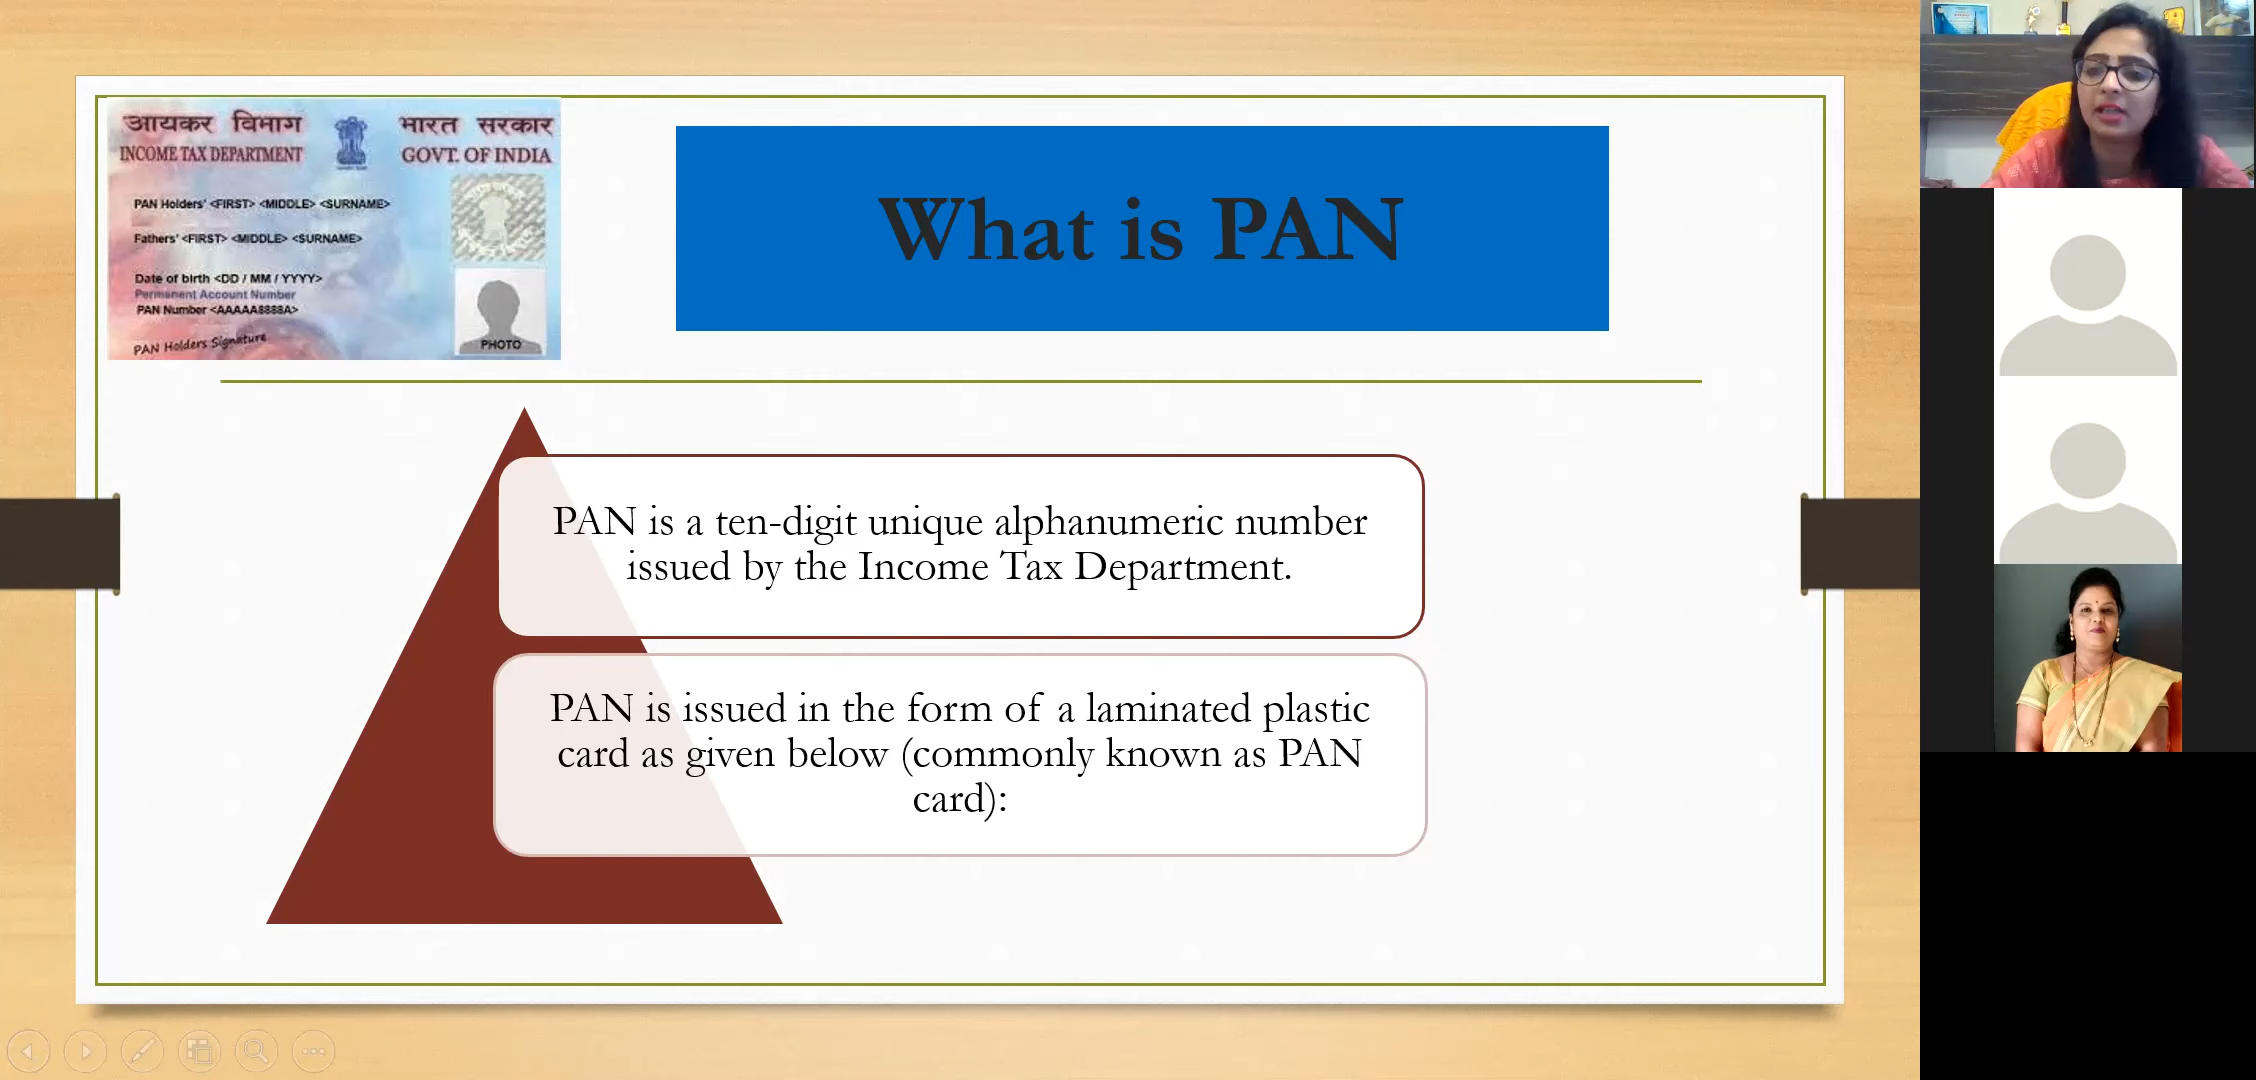 आयकर विभाग
भारत सरकार
INCOME TAX DEPARTMENT
GOVT. OF INDIA
PAN Holders' <FIRST> <MIDDLE> <SURNAME>
Fathers' <FIRST> <MIDDLE> <SURNAME>
Date of birth <DD / MM / YYYY>
Permenent Account Number
PAN Number <AAAAA8888A>
PAN Holders Signature
PHOTO
What is PAN
PAN is a ten-digit unique alphanumeric number
issued by the Income Tax Department.
PAN is issued in the form of a laminated plastic
card as given below (commonly known as PAN
card):